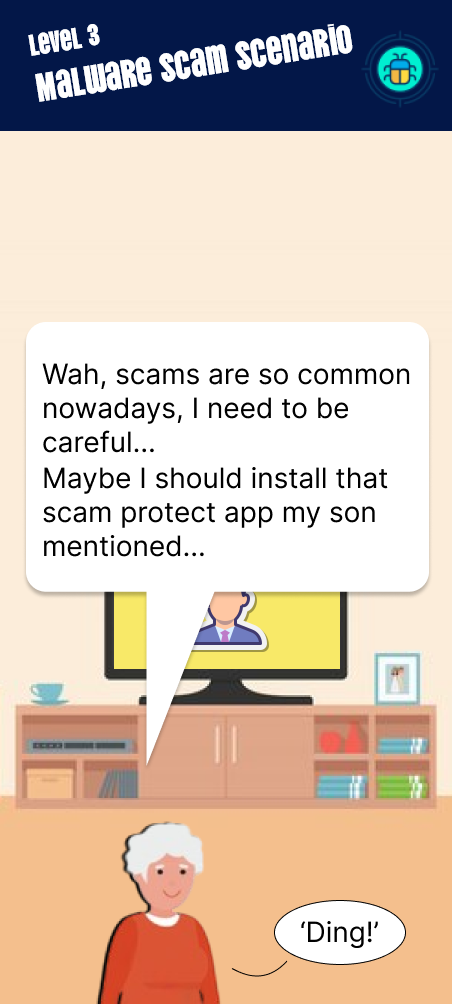 Level 3
Malware Scam Scenario
Wah, scams are so common
nowadays, I need to be
careful...
Maybe I should install that
scam protect app my son
mentioned...
‘Ding!’